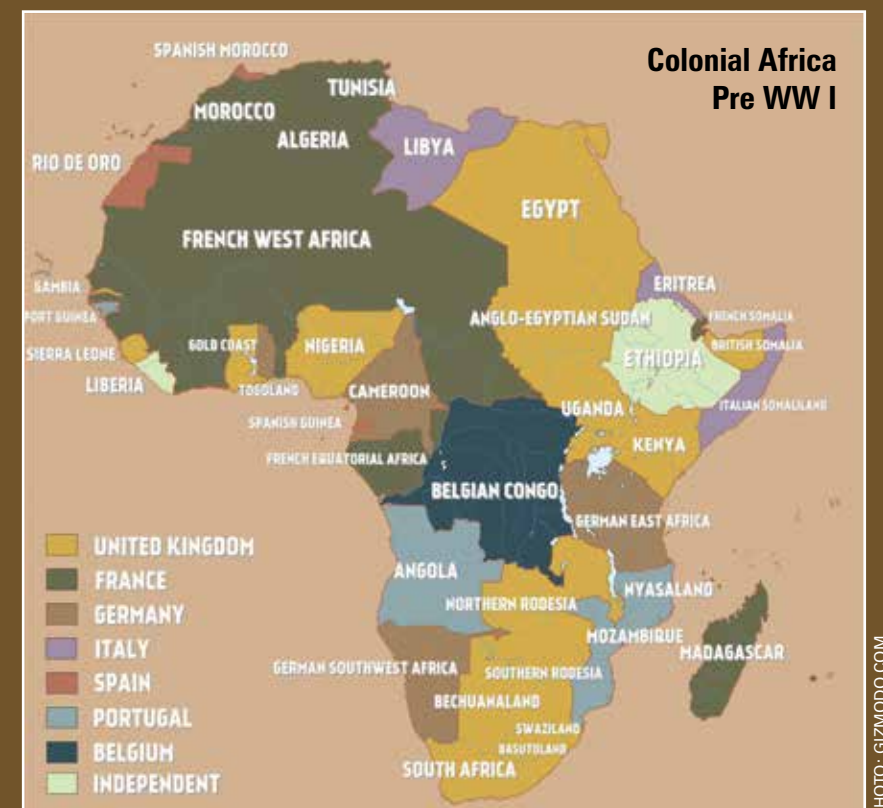 Colonial Africa
Pre WW I
SPANISH MOROCCO
TUNISIA
MOROCCO
ALGERIA
LIBYA
RIO DE ORO
EGYPT
FRENCH WEST AFRICA
ERITREA
GAMBIA
PORT GUINEA
ANGLO-EGYPTIAN SUDAN
FRENCH SOMALIA
SIERRA LEONE
GOLD COAST
NIGERIA
BRITISH SOMALIA
ETHIOPIA
LIBERIA
TOGOLAND
CAMEROON
ITALIAN SOMALILAND
UGANDA
SPANISH GUINEA
KENYA
FRENCH EQUATORIAL AFRICA
BELGIAN CONGO
GERMAN EAST AFRICA
ANGOLA
NYASALAND
NORTHERN RODESIA
MOZAMBIQUE
MADAGASCAR
GERMAN SOUTHWEST AFRICA
SOUTHERN RODESIA
BECHUANALAND
SWAZILAND
BASUTOLAND
SOUTH AFRICA
UNITED KINGDOM
FRANCE
GERMANY
ITALY
SPAIN
PORTUGAL
BELGIUM
INDEPENDENT
PHOTO: GIZMODO.COM